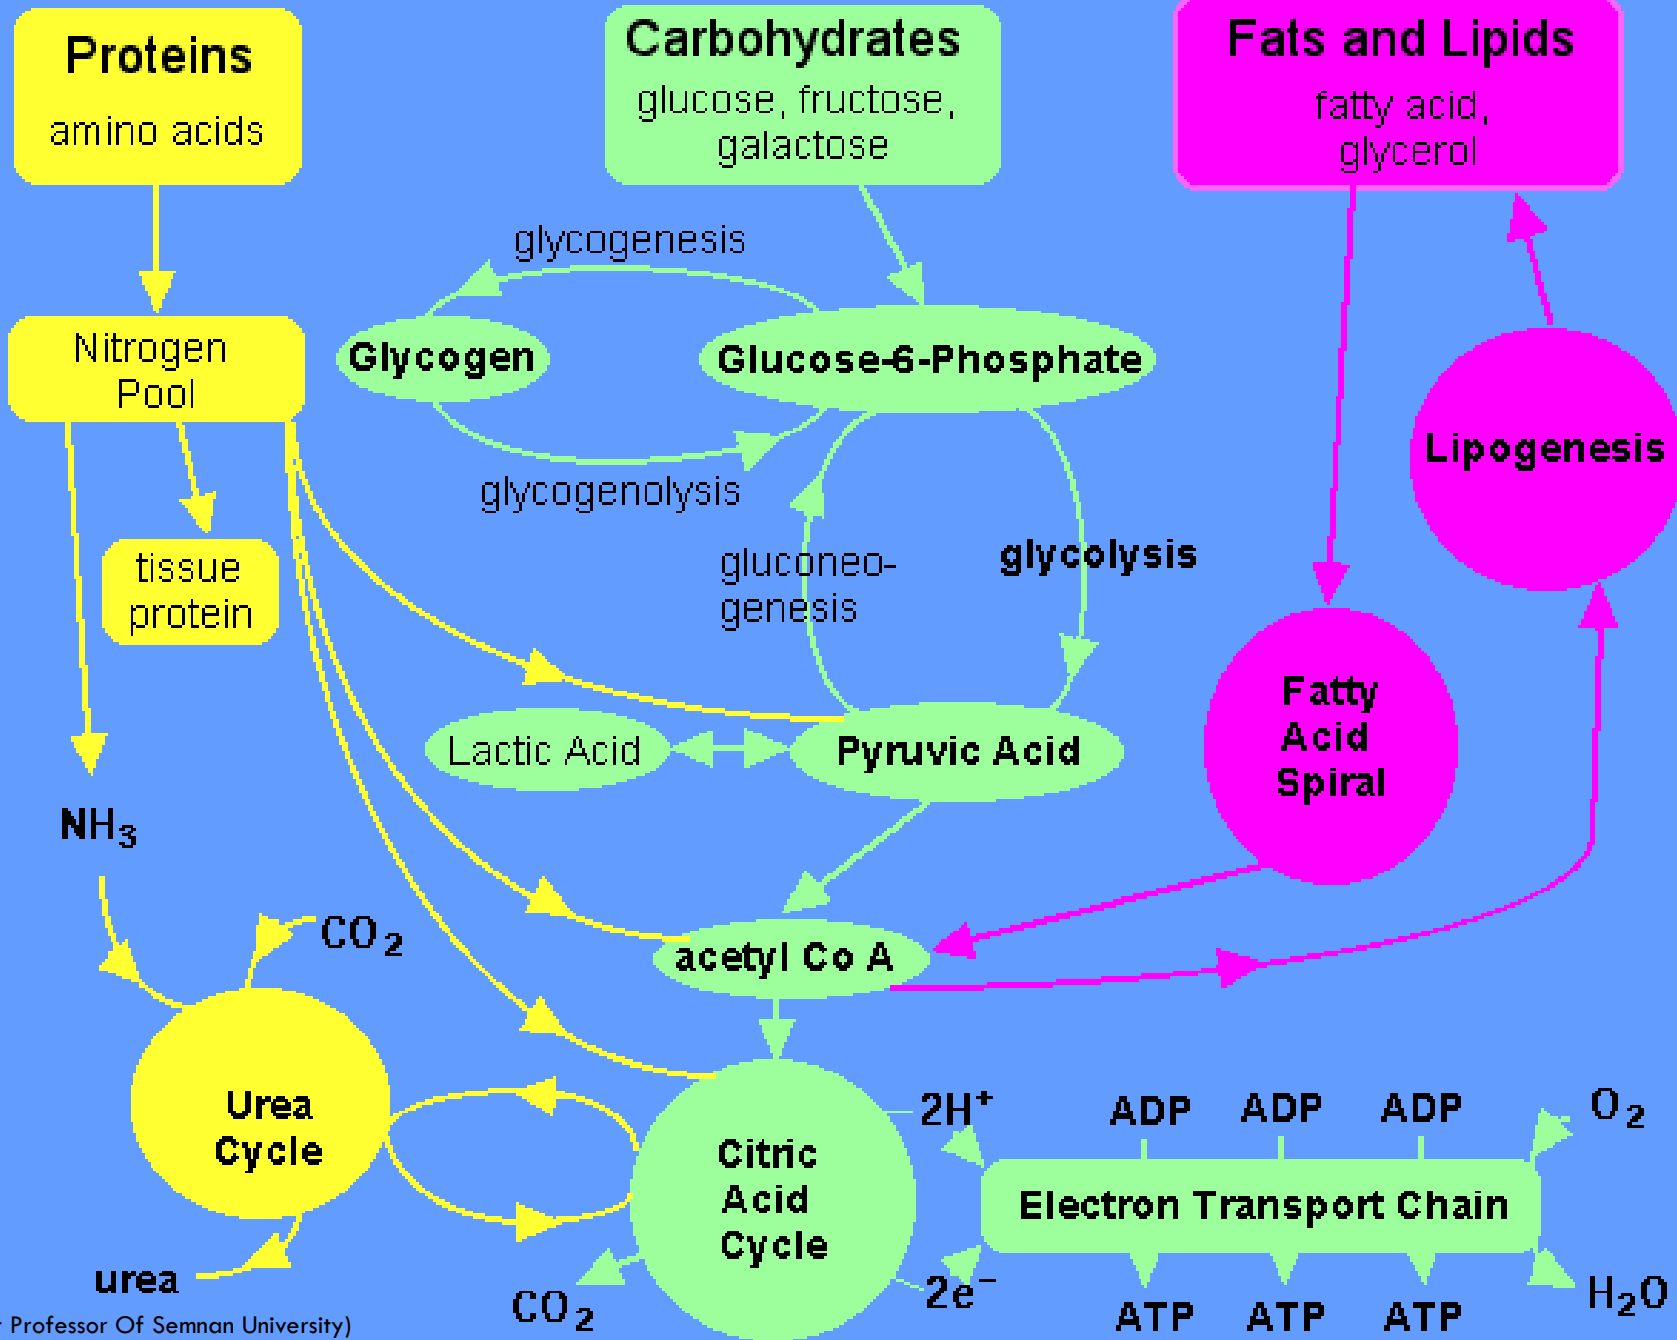 Proteins
amino acids
Carbohydrates
glucose, fructose,
galactose
Fats and Lipids
fatty acid,
glycerol
glycogenesis
Nitrogen
Pool
Glycogen
Glucose-6-Phosphate
Lipogenesis
glycogenolysis
tissue
protein
gluconeo-
genesis
glycolysis
Fatty
Acid
Spiral
Lactic Acid
Pyruvic Acid
NH₃
CO₂
acetyl Co A
Urea
Cycle
Citric
Acid
Cycle
2H⁺
ADP
ADP
ADP
O₂
Electron Transport Chain
urea
CO₂
2e⁻
ATP
ATP
ATP
H₂O
Professor Of Semnan University)